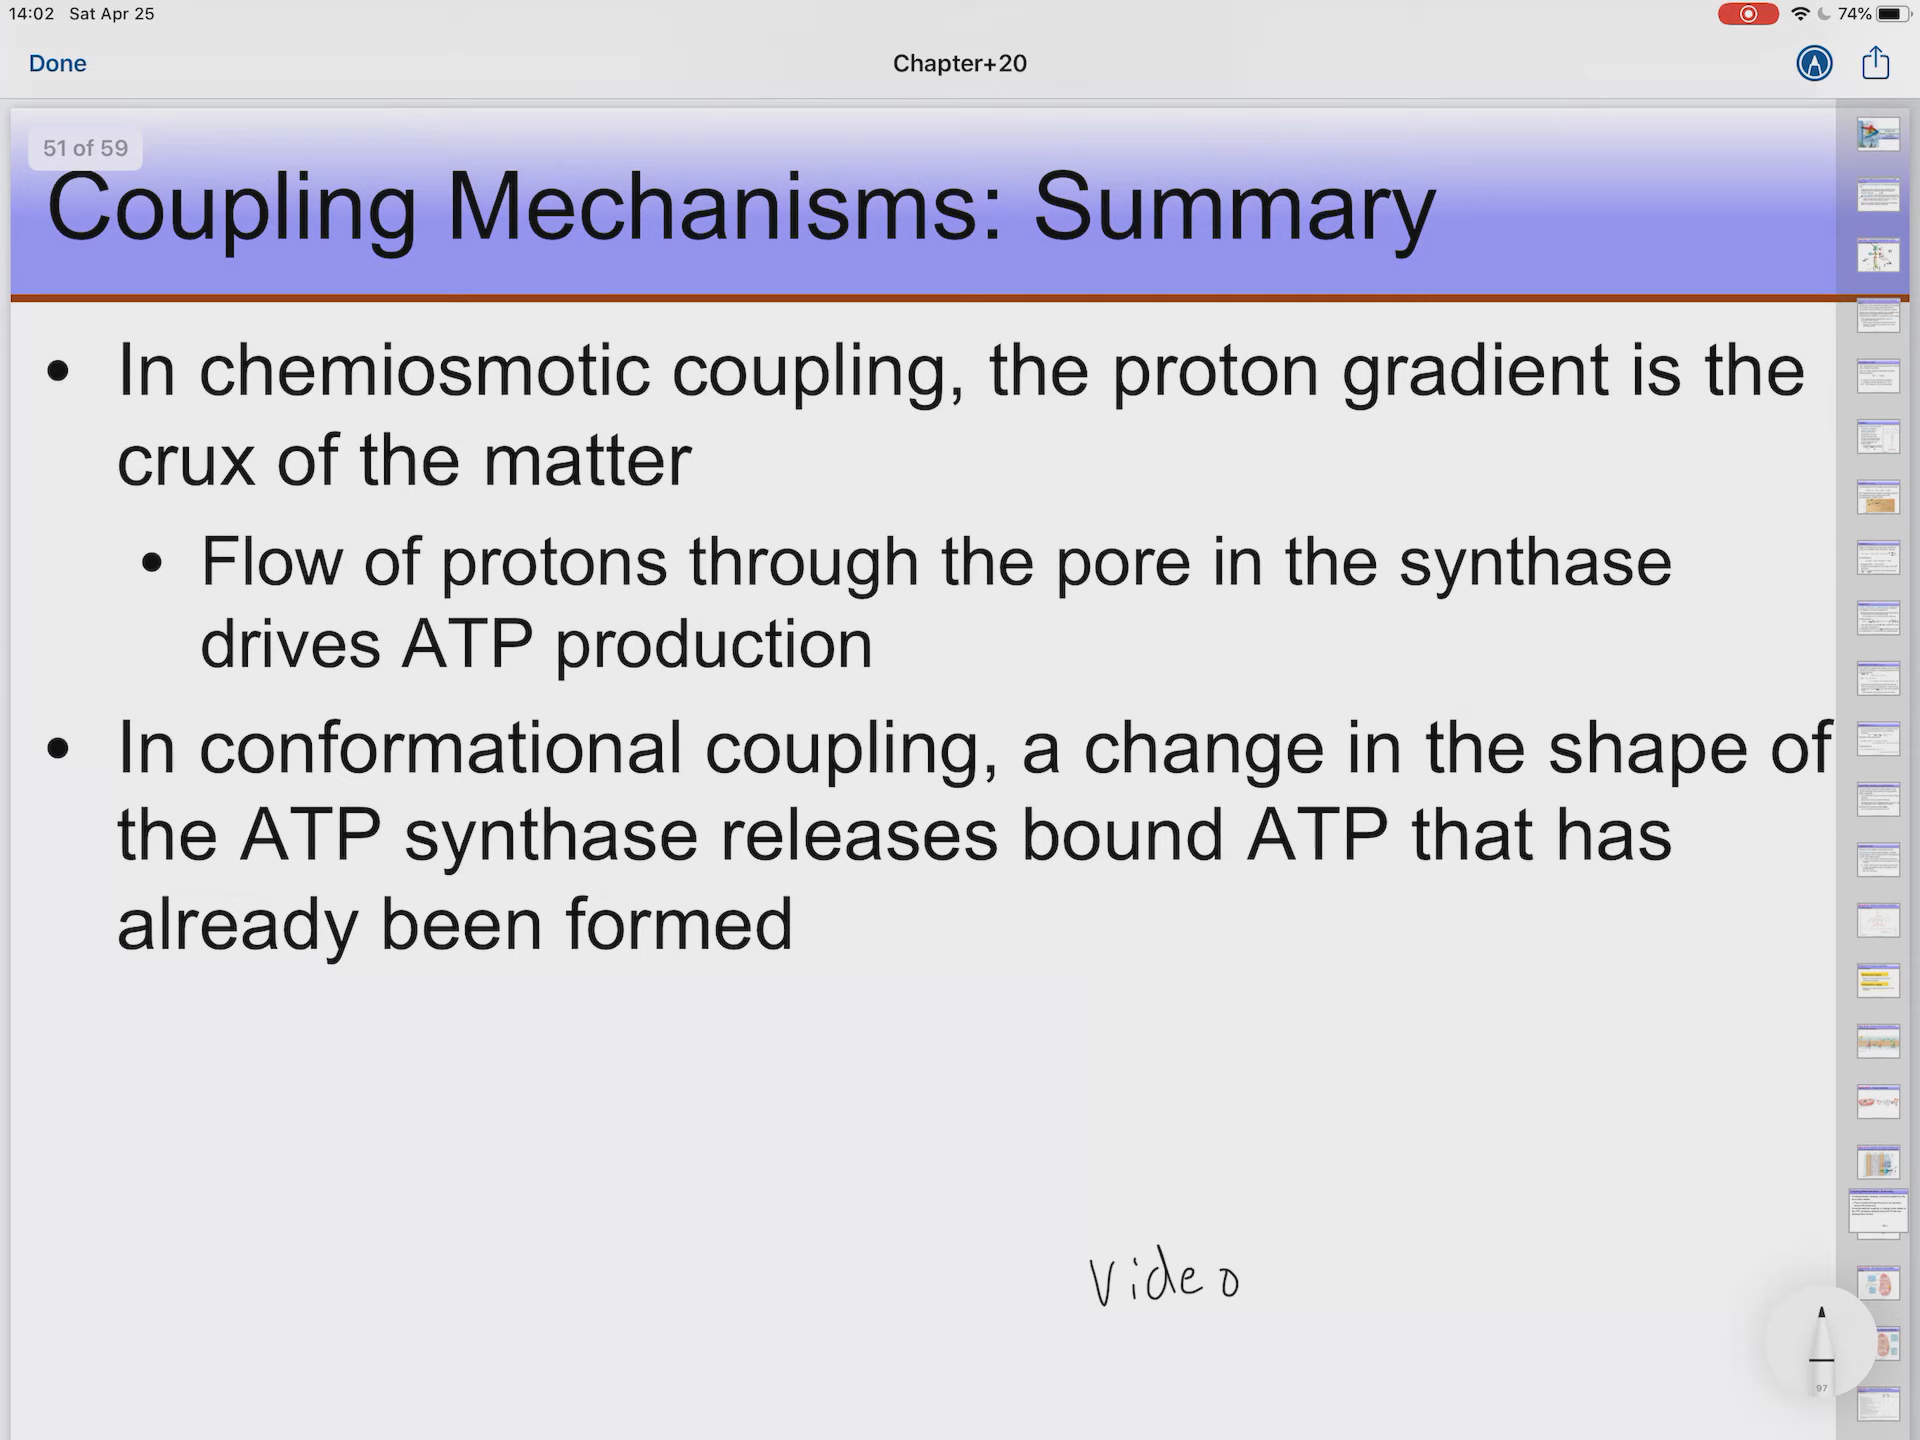 14:02 Sat Apr 25
74%
Done
Chapter+20
51 of 59
Coupling Mechanisms: Summary
• In chemiosmotic coupling, the proton gradient is the
crux of the matter
• Flow of protons through the pore in the synthase
drives ATP production
• In conformational coupling, a change in the shape of
the ATP synthase releases bound ATP that has
already been formed
Video
97